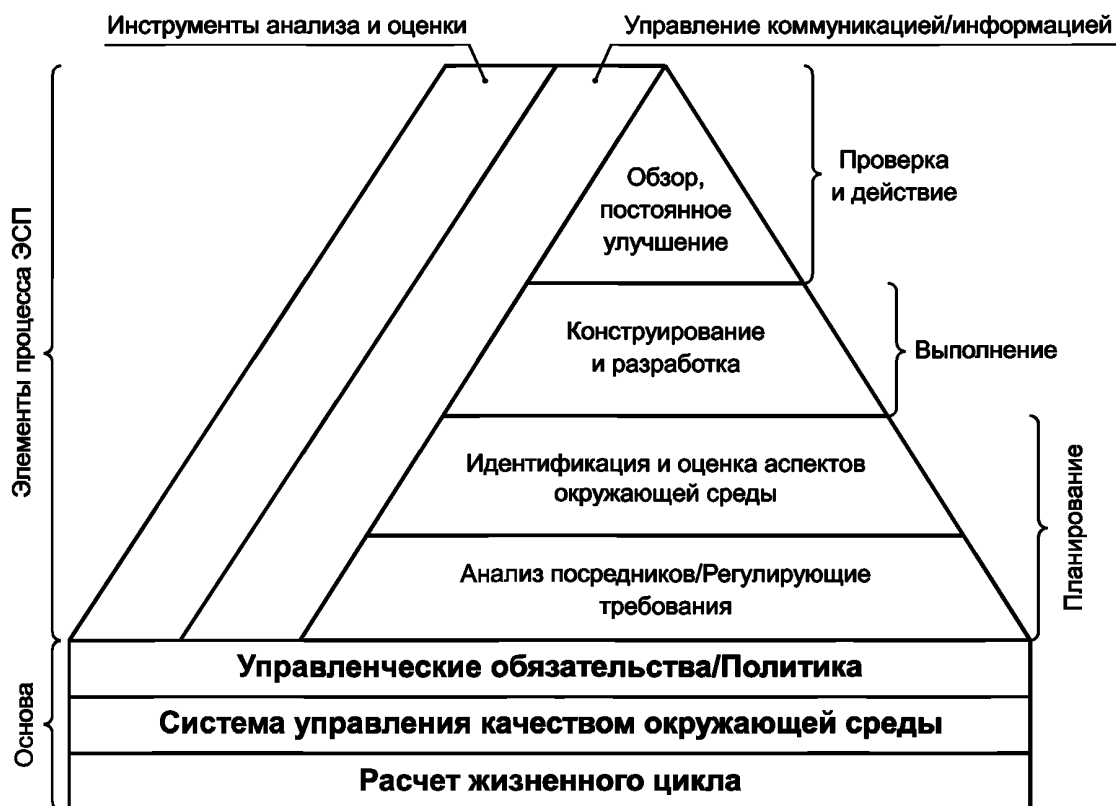 Инструменты анализа и оценки
Управление коммуникацией/информацией
Элементы процесса ЭСП
Обзор,
постоянное
улучшение
Проверка
и действие
Конструирование
и разработка
Выполнение
Идентификация и оценка аспектов
окружающей среды
Планирование
Анализ посредников/Регулирующие
требования
Основа
Управленческие обязательства/Политика
Система управления качеством окружающей среды
Расчет жизненного цикла